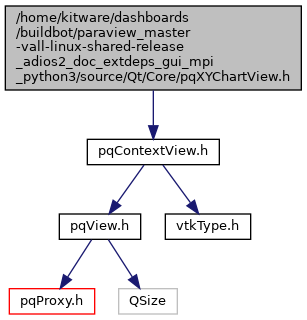 /home/kitware/dashboards
/buildbot/paraview_master
-vall-linux-shared-release
_adios2_doc_extdeps_gui_mpi
_python3/source/Qt/Core/pqXYChartView.h
pqContextView.h
pqView.h
vtkType.h
pqProxy.h
QSize